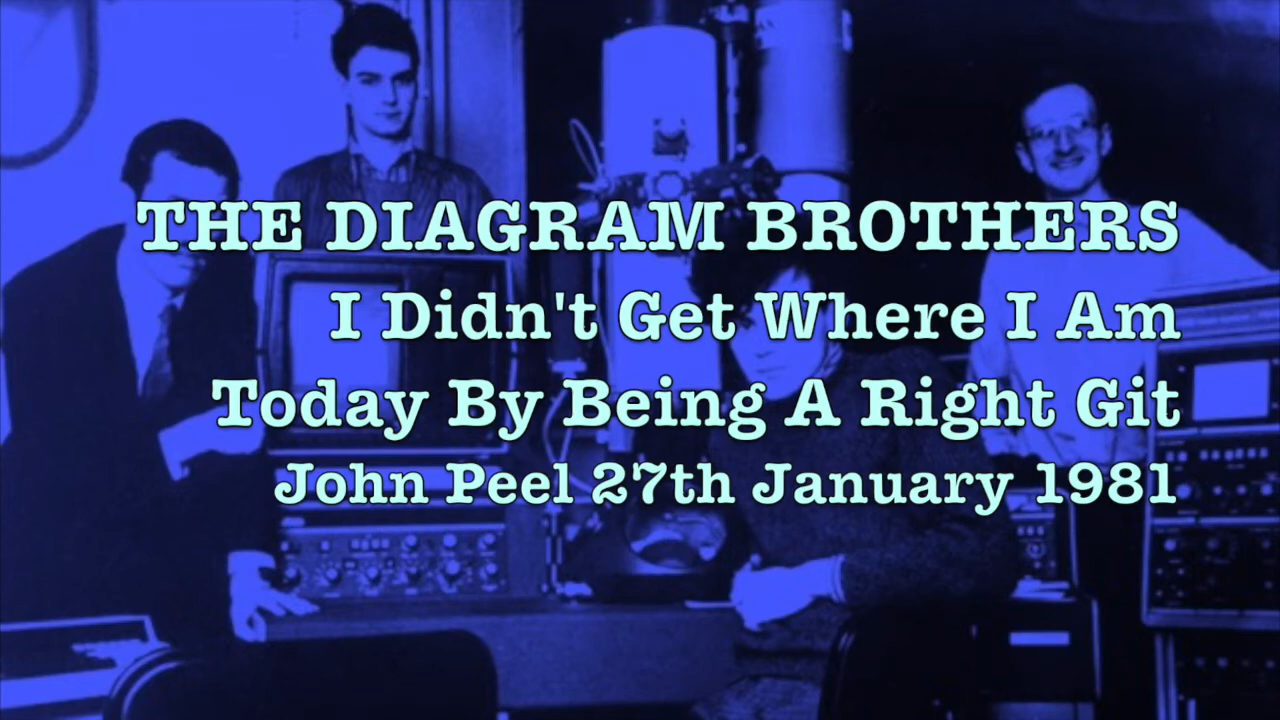 THE DIAGRAM BROTHERS
I Didn't Get Where I Am
Today By Being A Right Git
John Peel 27th January 1981